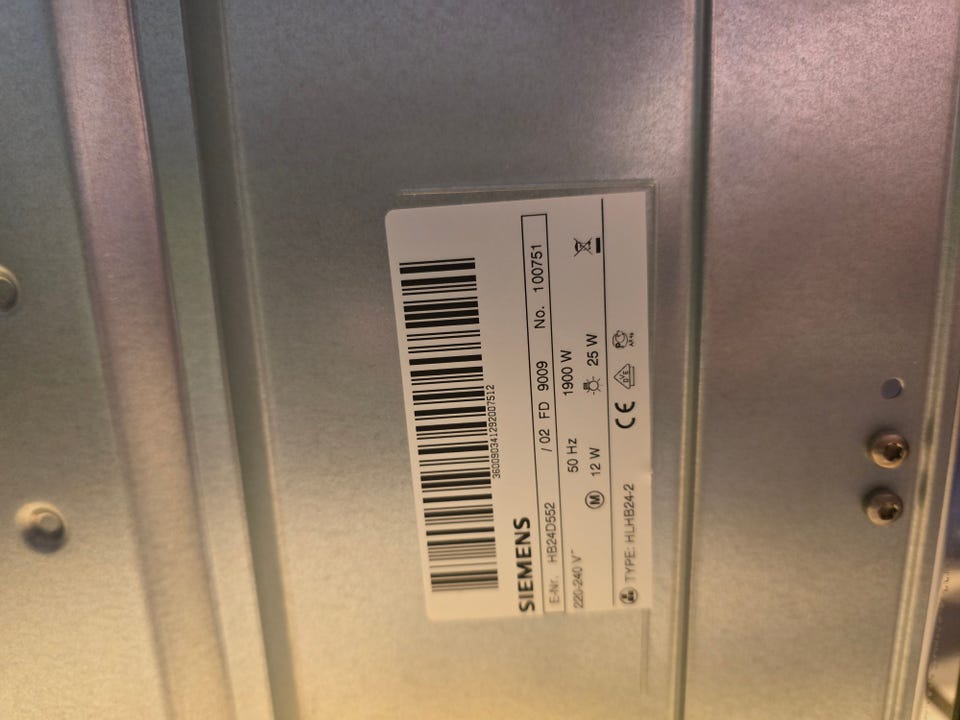 360090341292007512
SIEMENS
E-Nr. HB24D552 / 02 FD 9009 No. 100751
220-240 V~ 50 Hz 1900 W
M 12 W 25 W
TYPE: HLHB24-2 CE